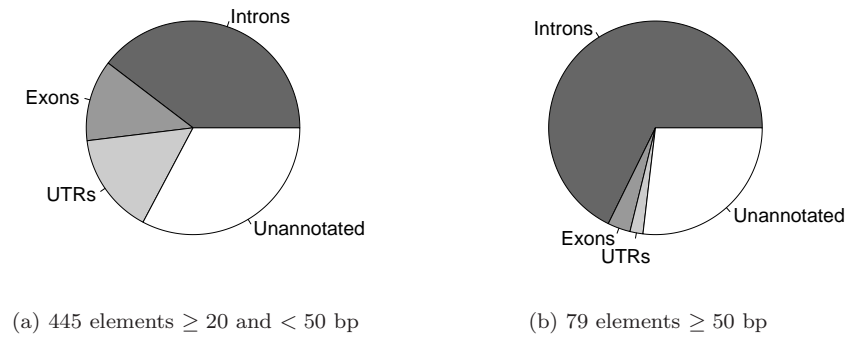 Introns
Exons
UTRs
Unannotated
(a) 445 elements ≥ 20 and < 50 bp
Introns
Exons
UTRs
Unannotated
(b) 79 elements ≥ 50 bp